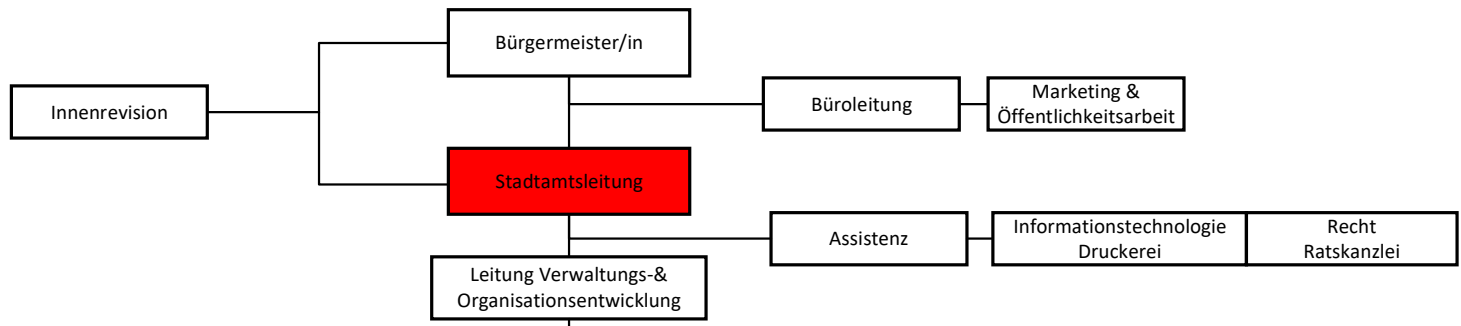 Bürgermeister/in
Innenrevision
Büroleitung
Marketing &
Öffentlichkeitsarbeit
Stadtamtsleitung
Assistenz
Informationstechnologie
Druckerei
Recht
Ratskanzlei
Leitung Verwaltungs-&
Organisationsentwicklung